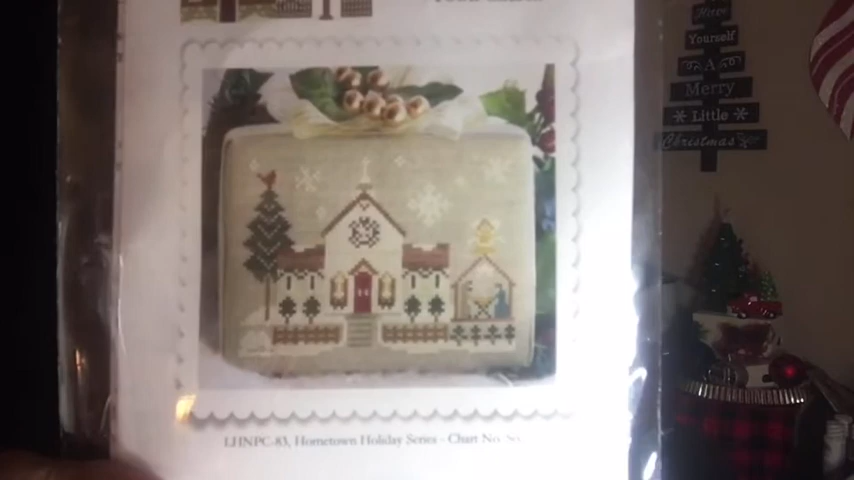 LHNPC-83, Hometown Holiday Series - Chart No.
Have
Yourself
A
Merry
Little
Christmas